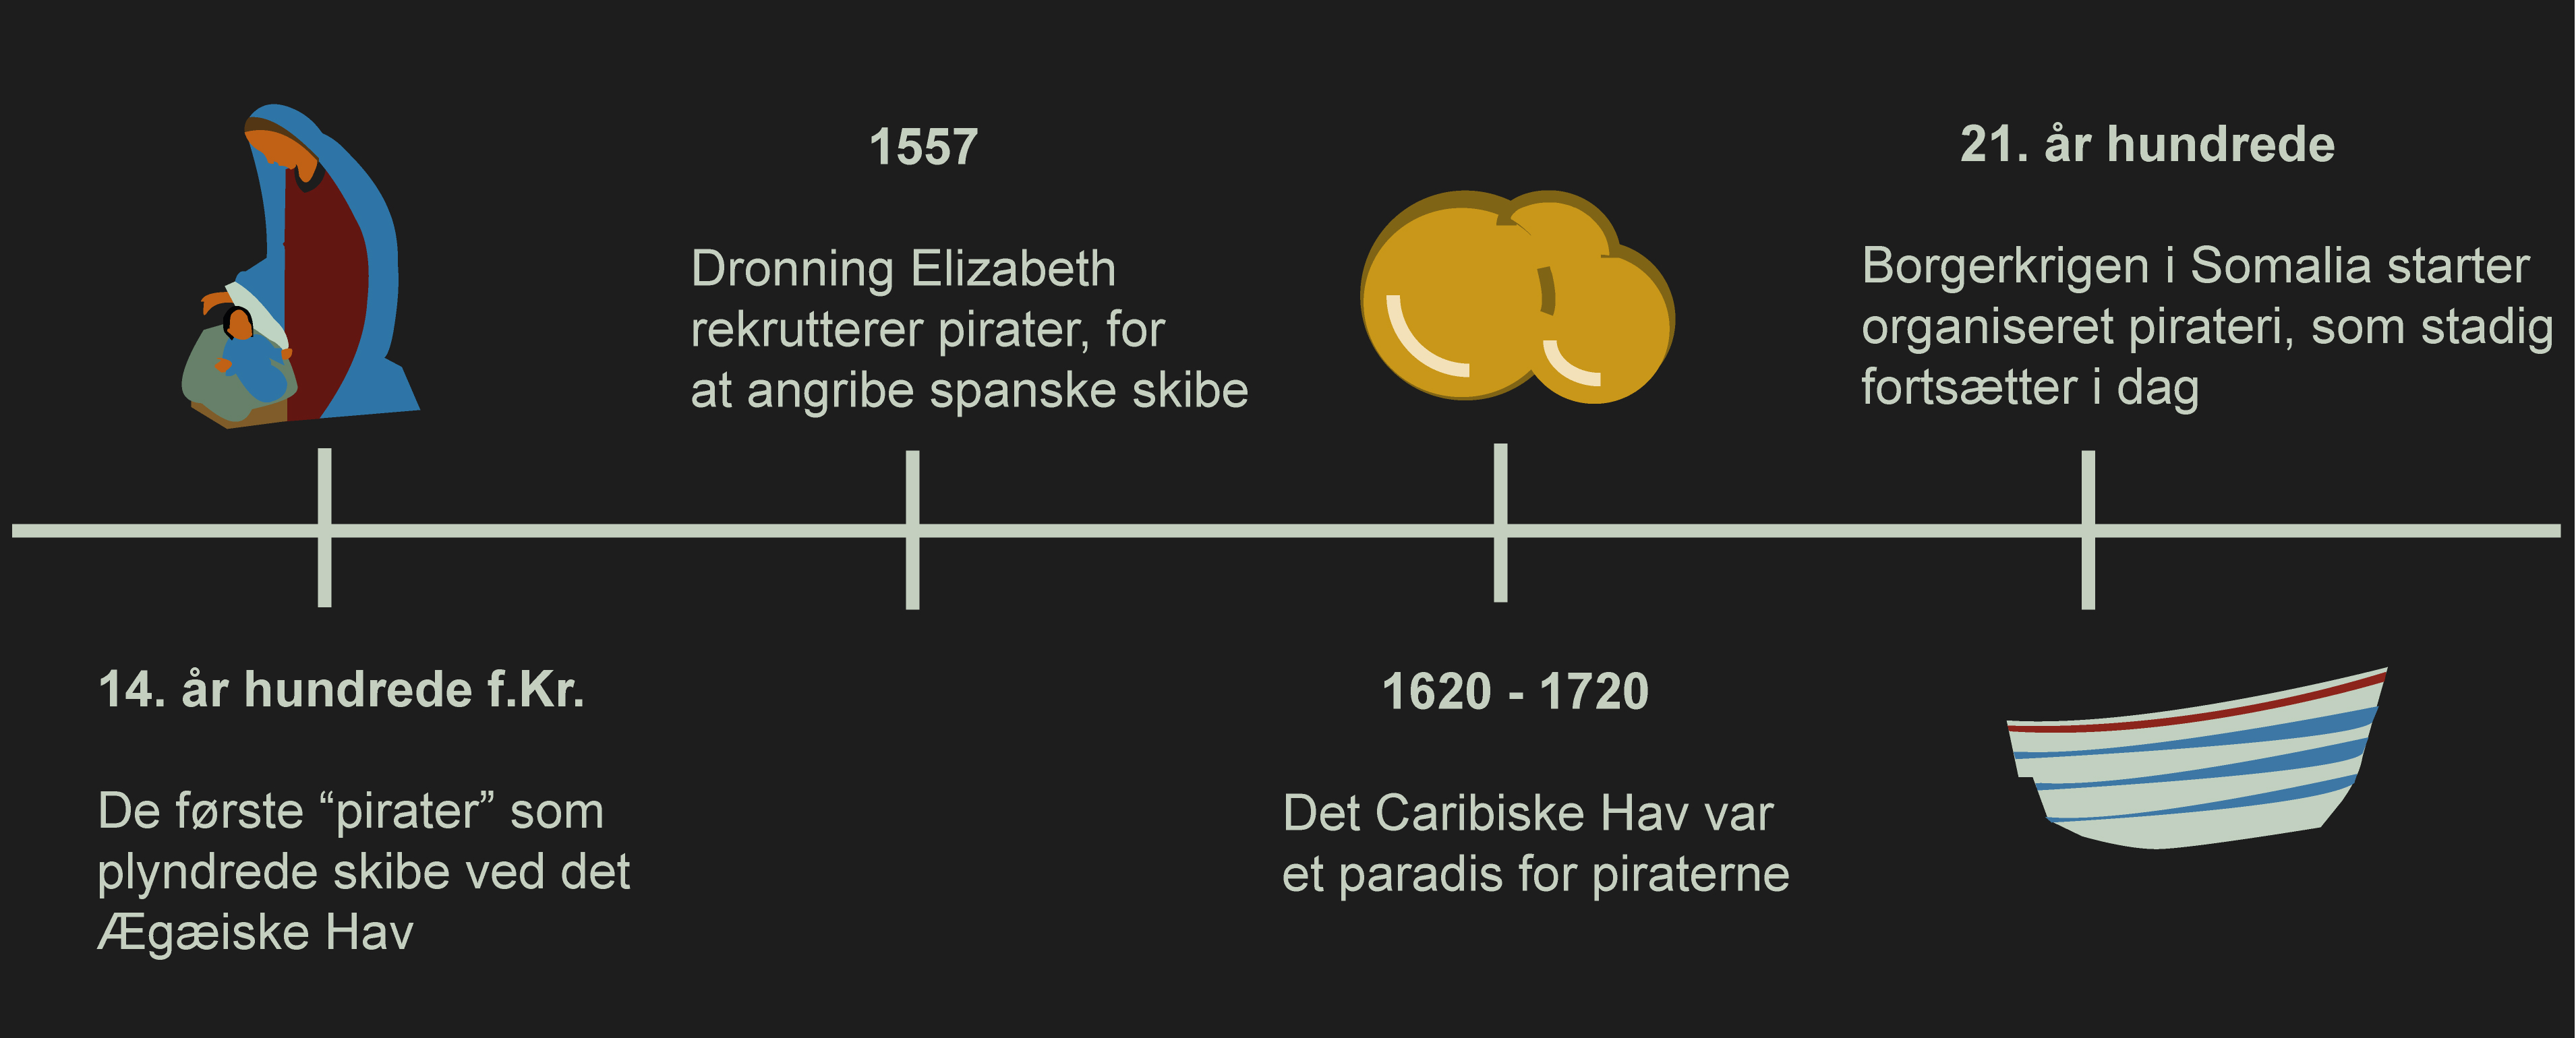 14. år hundrede f.Kr.
De første “pirater” som
plyndrede skibe ved det
Ægæiske Hav
1557
Dronning Elizabeth
rekrutterer pirater, for
at angribe spanske skibe
1620 - 1720
Det Caribiske Hav var
et paradis for piraterne
21. år hundrede
Borgerkrigen i Somalia starter
organiseret pirateri, som stadig
fortsætter i dag